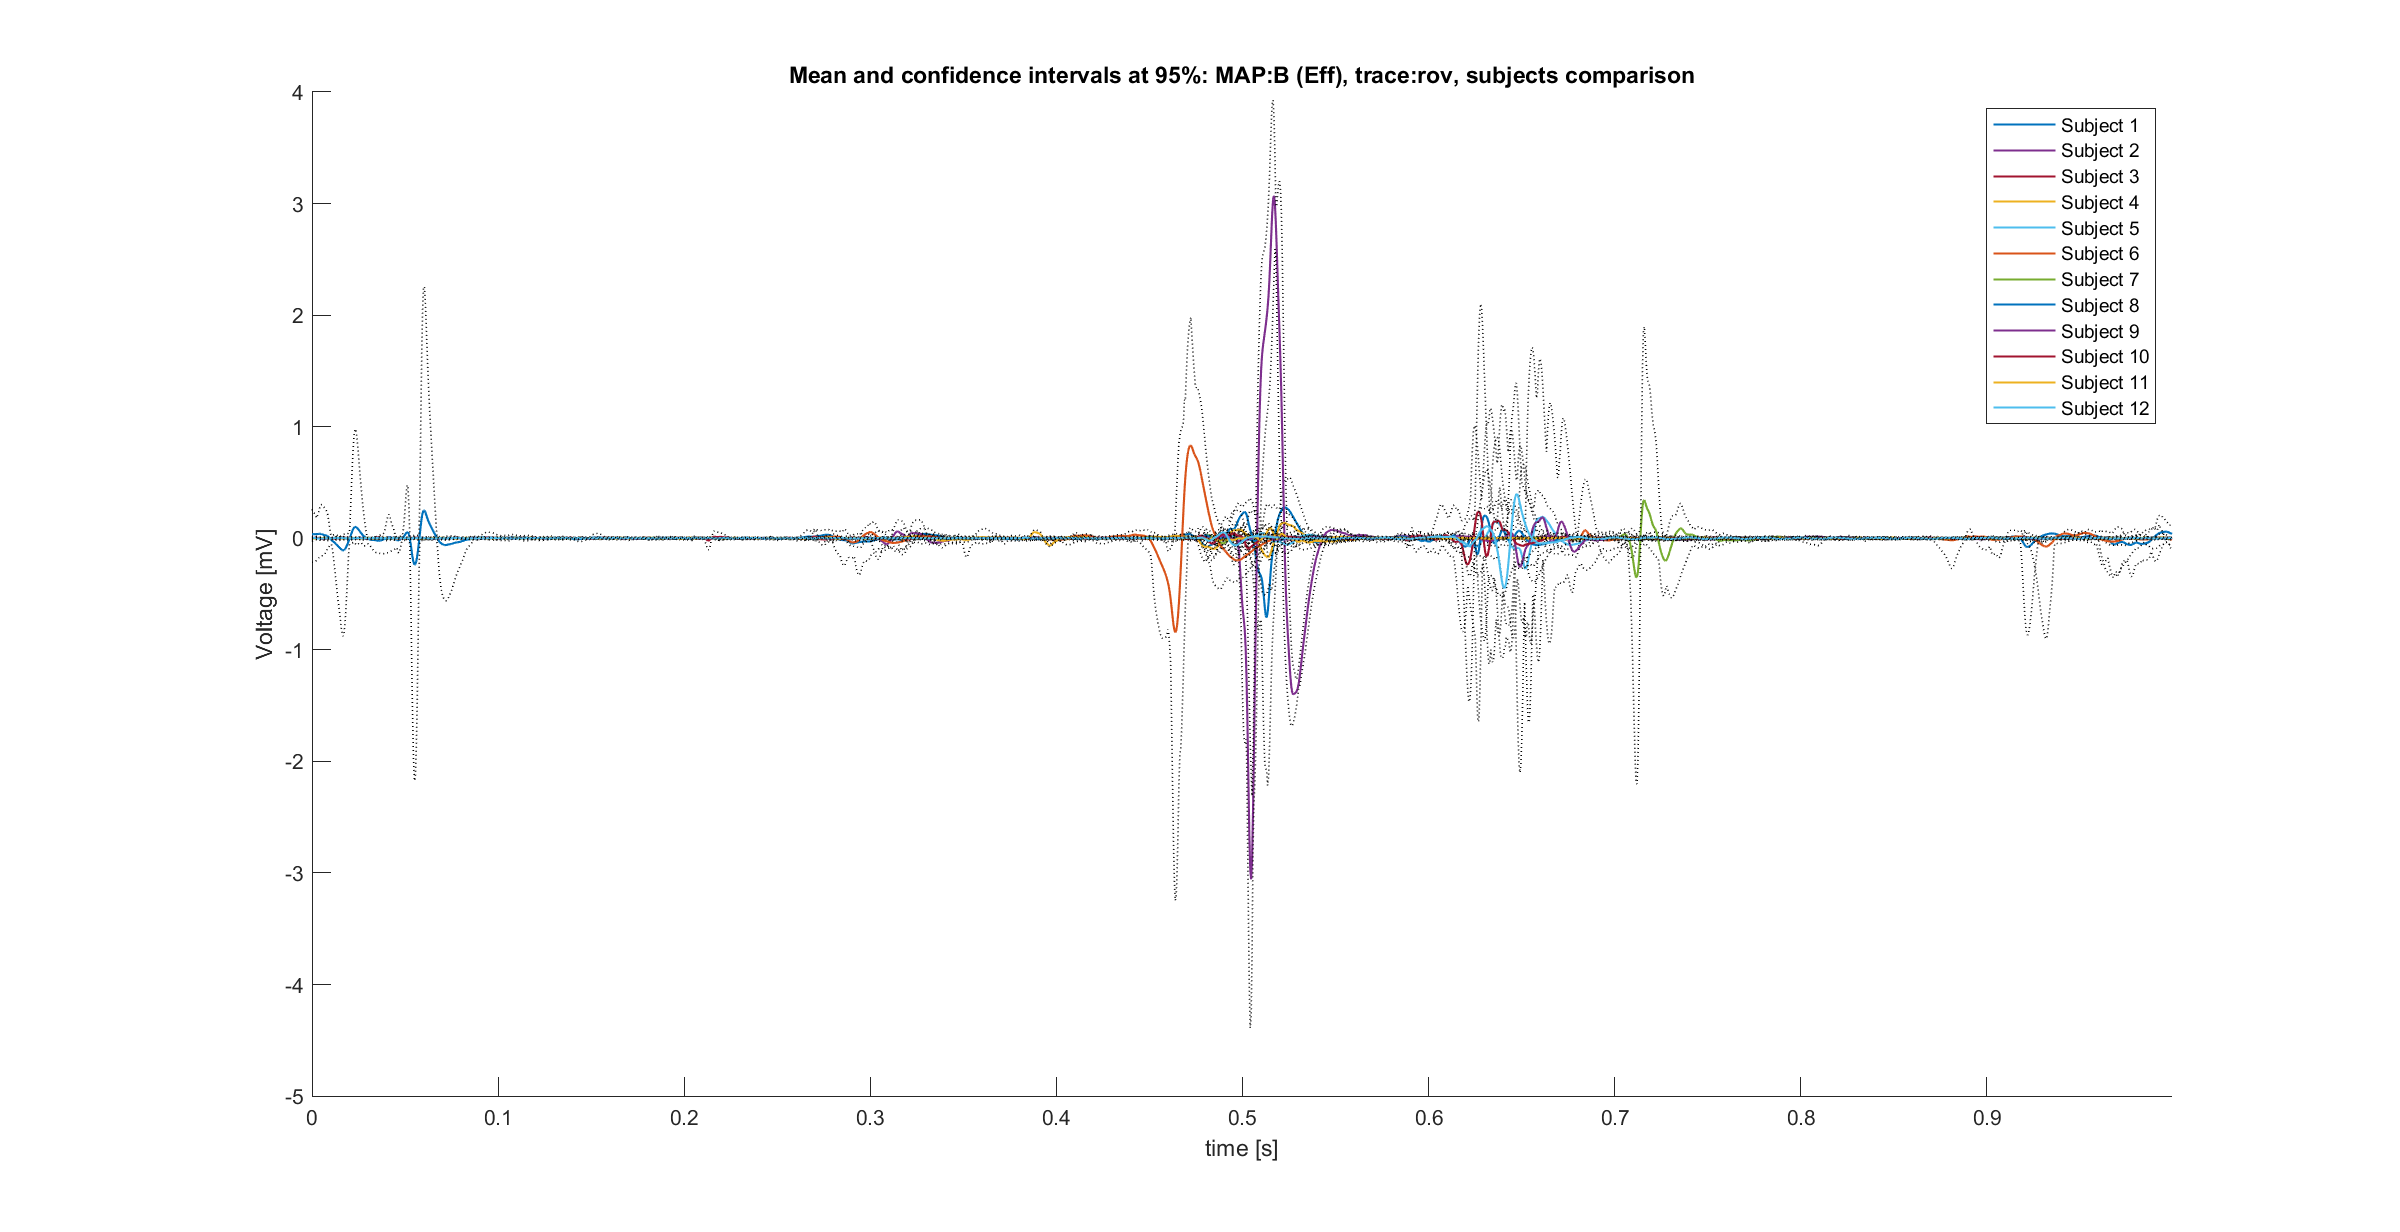 Mean and confidence intervals at 95%: MAP:B (Eff), trace:rov, subjects comparison
4
3
2
1
0
-1
-2
-3
-4
-5
Voltage [mV]
Subject 1
Subject 2
Subject 3
Subject 4
Subject 5
Subject 6
Subject 7
Subject 8
Subject 9
Subject 10
Subject 11
Subject 12
0 0.1 0.2 0.3 0.4 0.5 0.6 0.7 0.8 0.9
time [s]